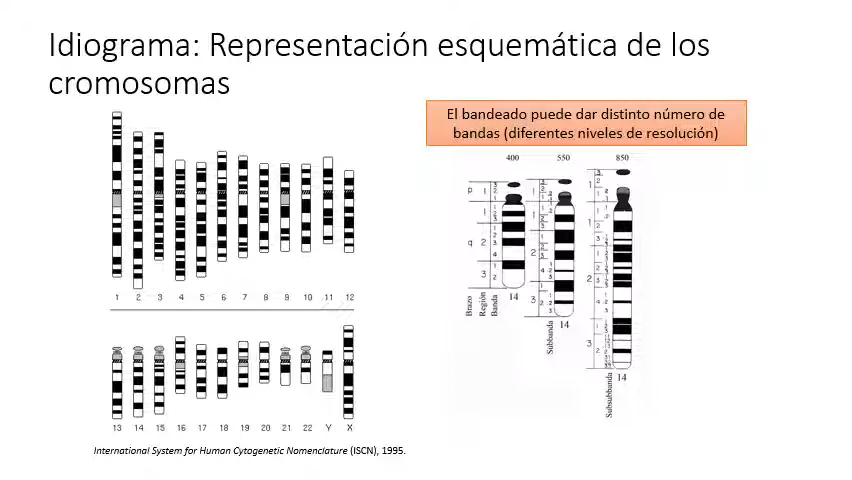 Idiograma: Representación esquemática de los
cromosomas
El bandeado puede dar distinto número de
bandas (diferentes niveles de resolución)
400 550 850
p 1
q 2
3
Brazo
Región
Banda
14
Subbanda
14
Subsubbanda
14
1 2 3 4 5 6 7 8 9 10 11 12
13 14 15 16 17 18 19 20 21 22 Y X
International System for Human Cytogenetic Nomenclature (ISCN), 1995.